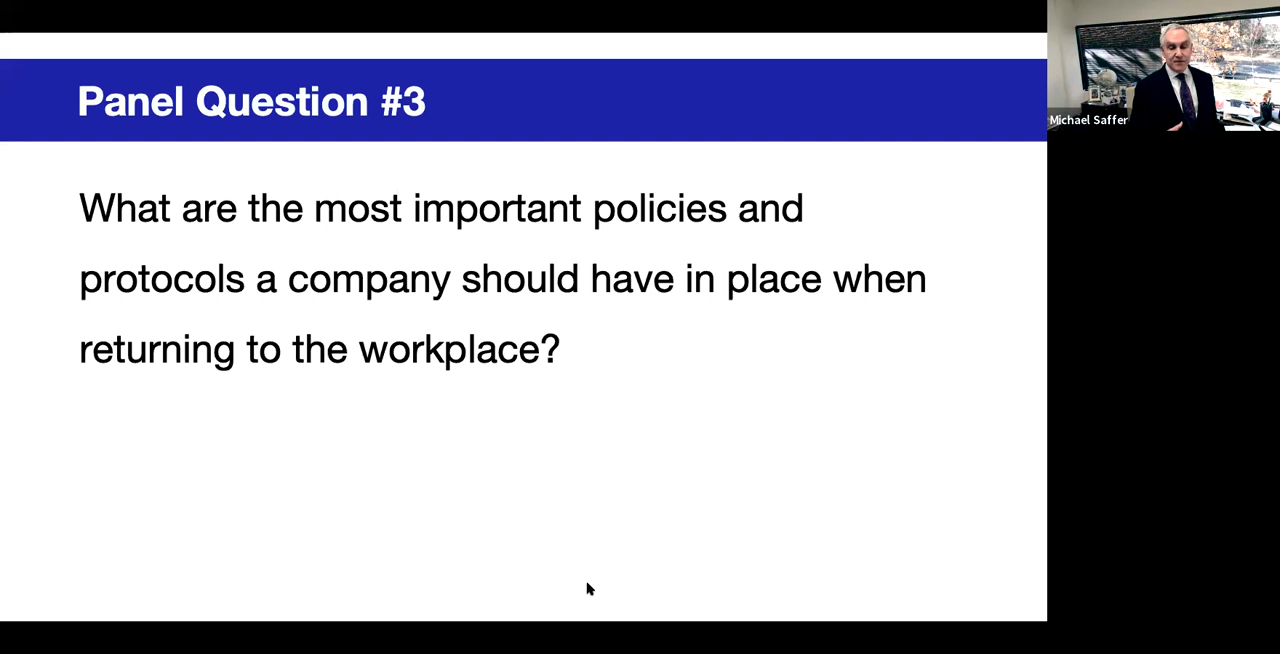 Panel Question #3
What are the most important policies and
protocols a company should have in place when
returning to the workplace?
Michael Saffer